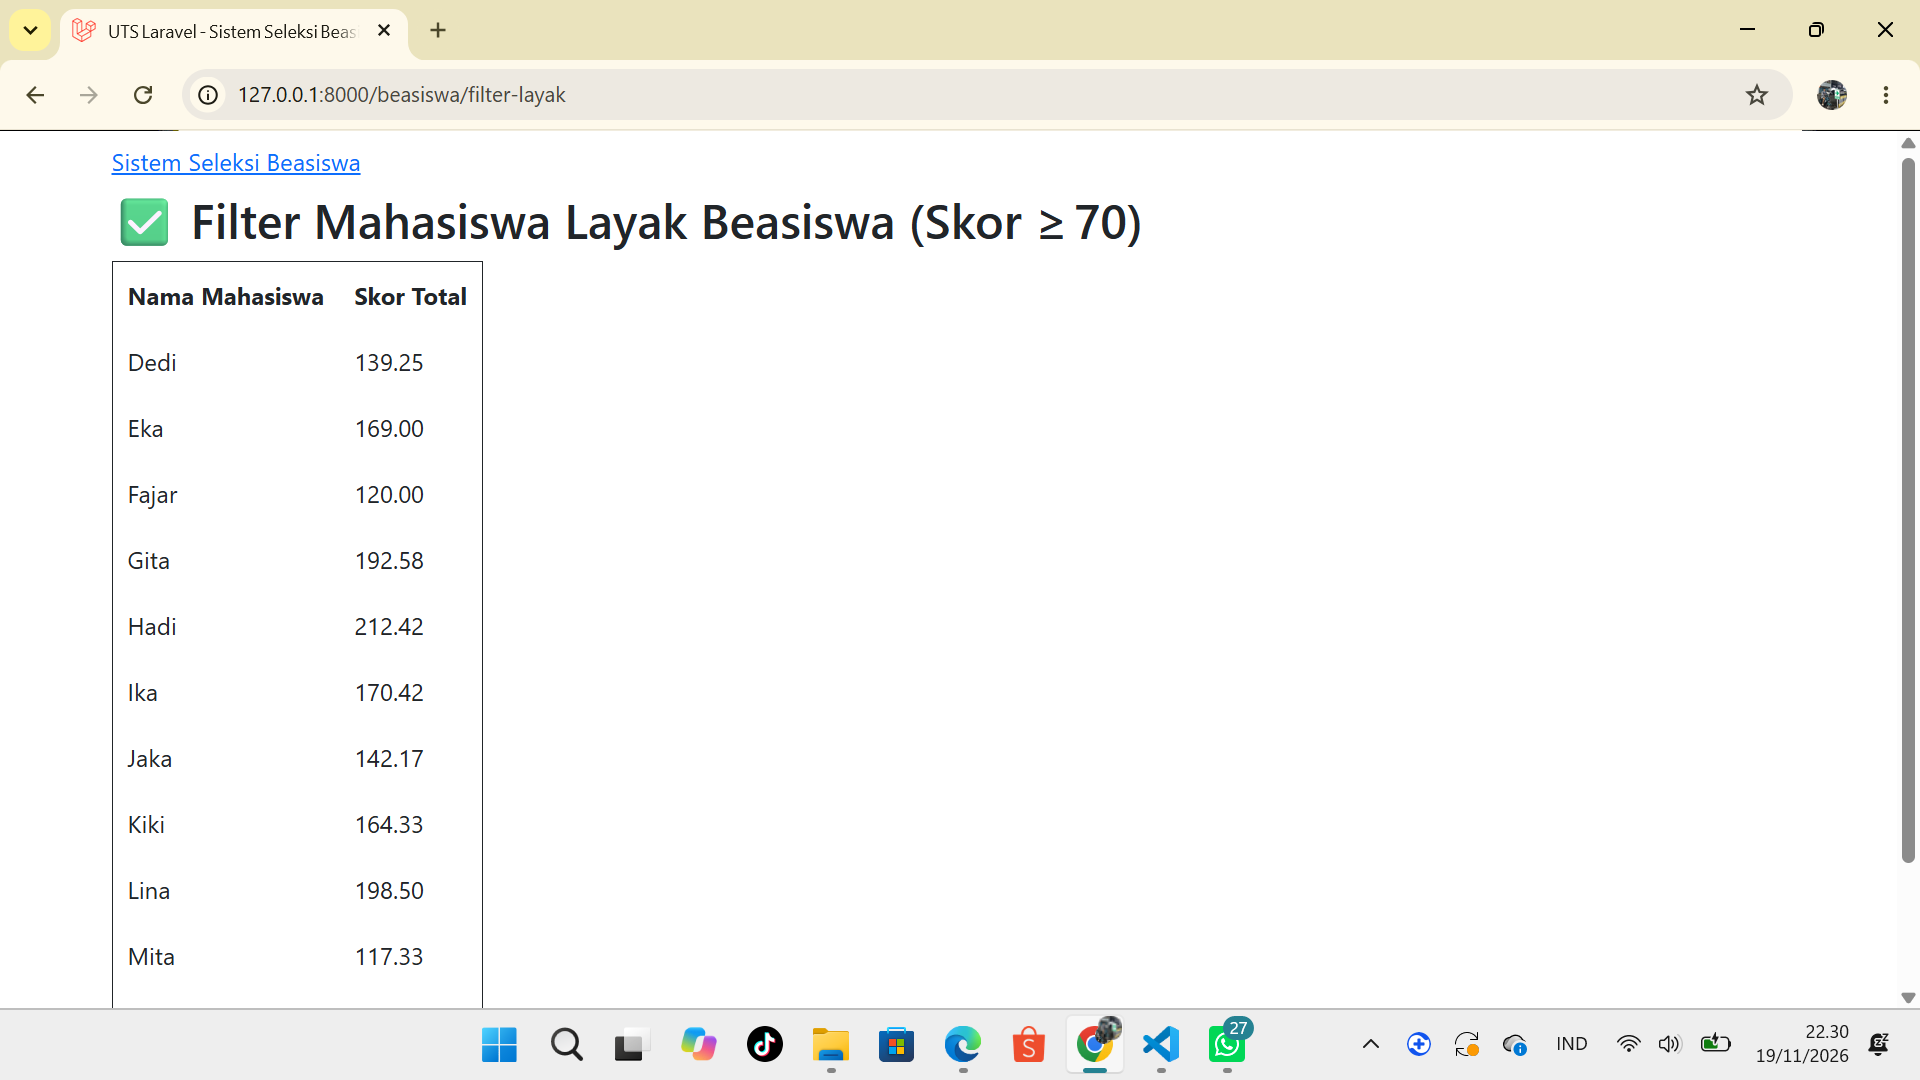 UTS Laravel - Sistem Seleksi Beas
127.0.0.1:8000/beasiswa/filter-layak
Sistem Seleksi Beasiswa
✅ Filter Mahasiswa Layak Beasiswa (Skor ≥ 70)
Nama Mahasiswa Skor Total
Dedi 139.25
Eka 169.00
Fajar 120.00
Gita 192.58
Hadi 212.42
Ika 170.42
Jaka 142.17
Kiki 164.33
Lina 198.50
Mita 117.33
27
IND
22.30
19/11/2026